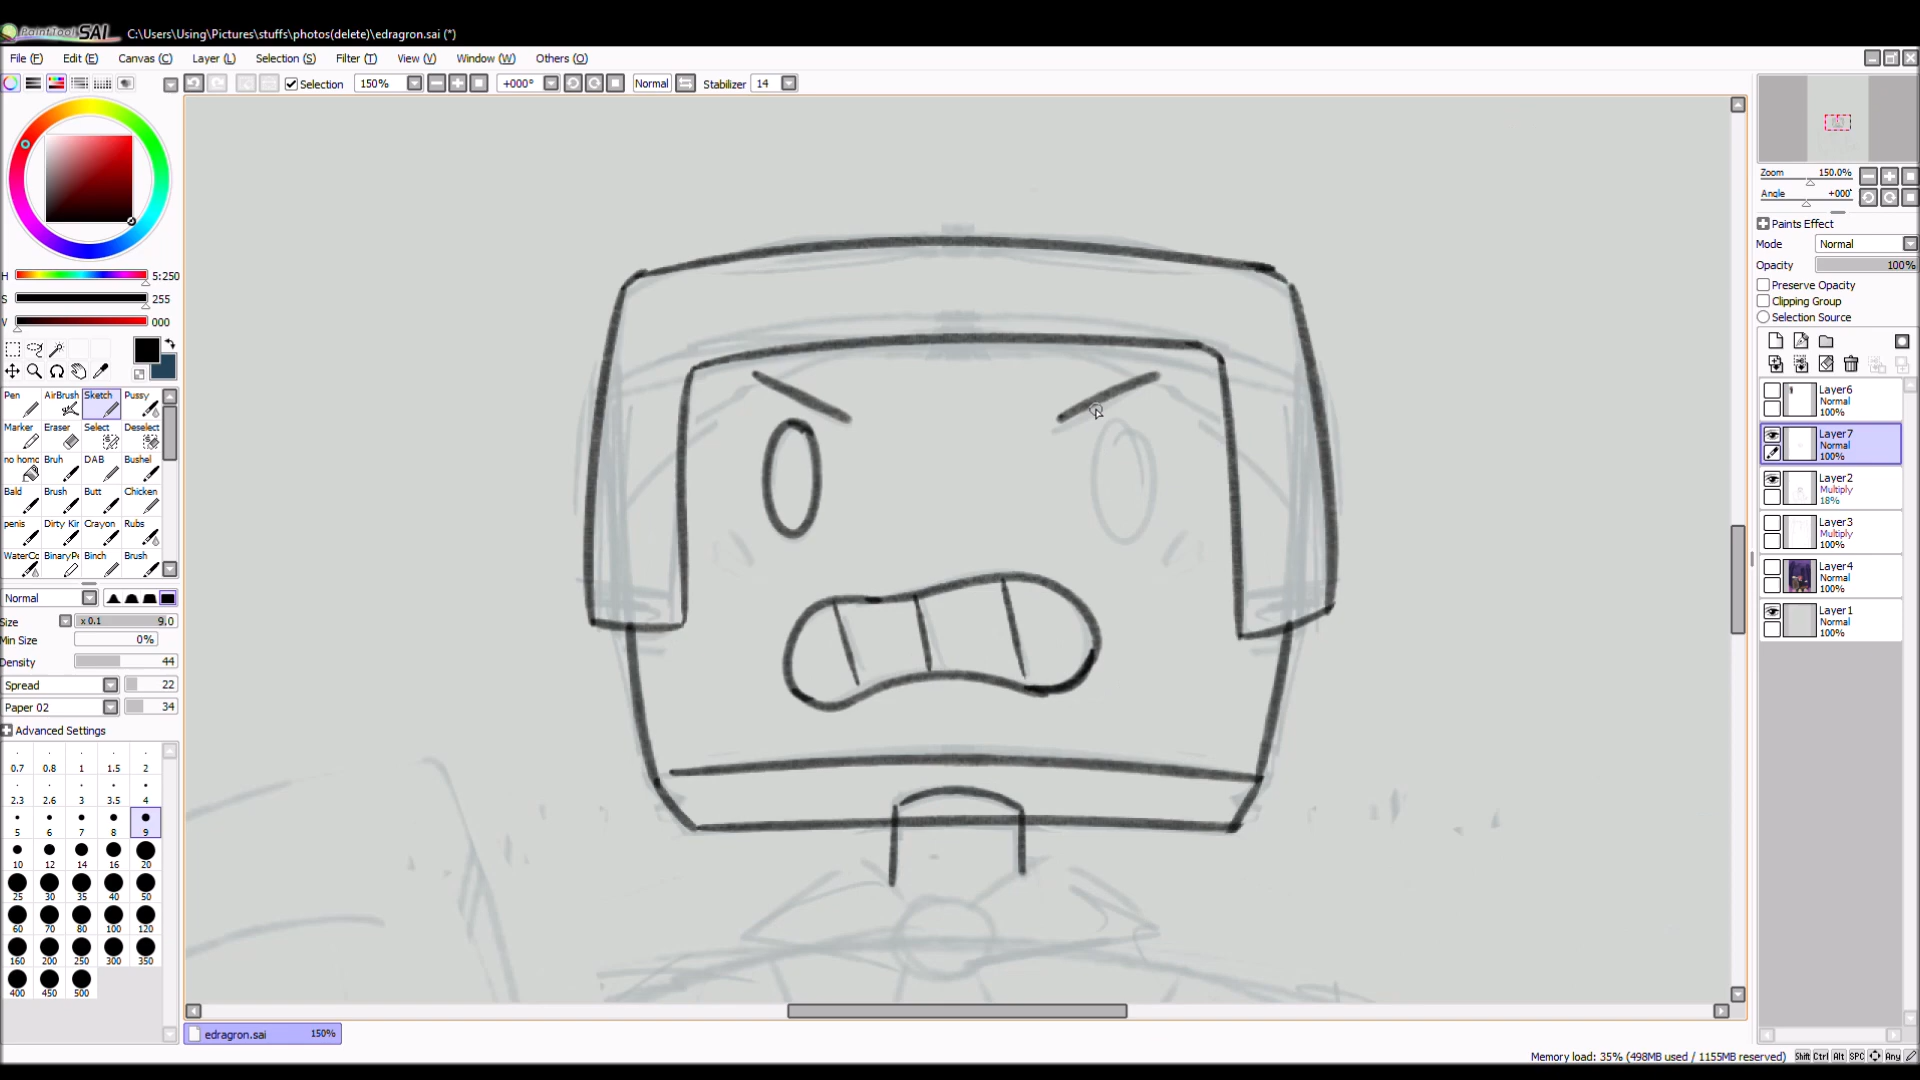 PaintTool SAI C:\Users\Using\Pictures\stuffs\photos(delete)\edragron.sai (*)
File (F) Edit (E) Canvas (C) Layer (L) Selection (S) Filter (T) View (V) Window (W) Others (O)
Selection 150% +000° Normal Stabilizer 14
H 5:250
S 255
V 000
Pen AirBrush Sketch Pussy
Marker Eraser Select Deselect
no homo Bruh DAB Bushel
Bald Brush Butt Chicken
penis Dirty Kir Crayon Rubs
WaterCo BinaryPe Binch Brush
Normal
Size x 0.1 9.0
Min Size 0%
Density 44
Spread 22
Paper 02 34
Advanced Settings
0.7 0.8 1 1.5 2
2.3 2.6 3 3.5 4
5 6 7 8 9
10 12 14 16 20
25 30 35 40 50
60 70 80 100 120
160 200 250 300 350
400 450 500
Zoom 150.0%
Angle +000°
Paints Effect
Mode Normal
Opacity 100%
Preserve Opacity
Clipping Group
Selection Source
Layer6
Normal
100%
Layer7
Normal
100%
Layer2
Multiply
18%
Layer3
Multiply
100%
Layer4
Normal
100%
Layer1
Normal
100%
edragron.sai 150%
Memory load: 35% (498MB used / 1155MB reserved) Shift Ctrl Alt SPC Any